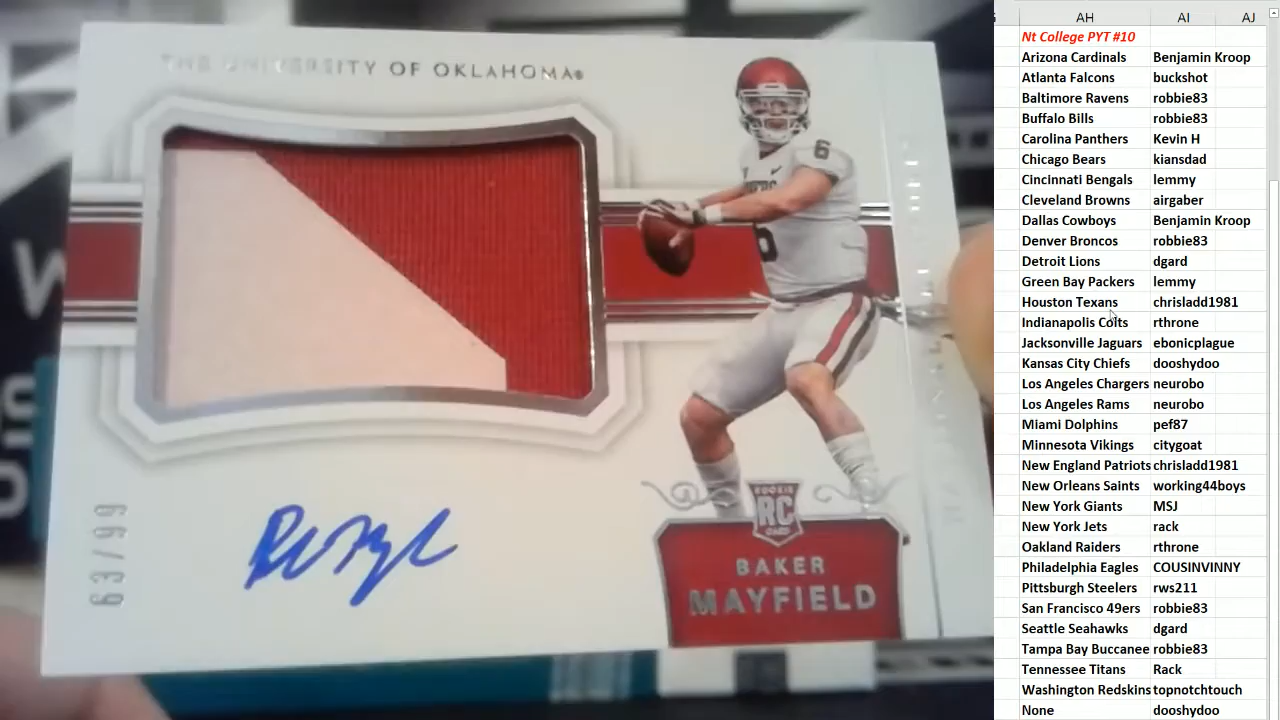 THE UNIVERSITY OF OKLAHOMA®
6
6
63/99
ROOKIE
RC
CARD
BAKER
MAYFIELD
AH AI AJ
Nt College PYT #10
Arizona Cardinals Benjamin Kroop
Atlanta Falcons buckshot
Baltimore Ravens robbie83
Buffalo Bills robbie83
Carolina Panthers Kevin H
Chicago Bears kiansdad
Cincinnati Bengals lemmy
Cleveland Browns airgaber
Dallas Cowboys Benjamin Kroop
Denver Broncos robbie83
Detroit Lions dgard
Green Bay Packers lemmy
Houston Texans chrisladd1981
Indianapolis Colts rthrone
Jacksonville Jaguars ebonicplague
Kansas City Chiefs dooshydoo
Los Angeles Chargers neurobo
Los Angeles Rams neurobo
Miami Dolphins pef87
Minnesota Vikings citygoat
New England Patriots chrisladd1981
New Orleans Saints working44boys
New York Giants MSJ
New York Jets rack
Oakland Raiders rthrone
Philadelphia Eagles COUSINVINNY
Pittsburgh Steelers rws211
San Francisco 49ers robbie83
Seattle Seahawks dgard
Tampa Bay Buccanee robbie83
Tennessee Titans Rack
Washington Redskins topnotchtouch
None dooshydoo